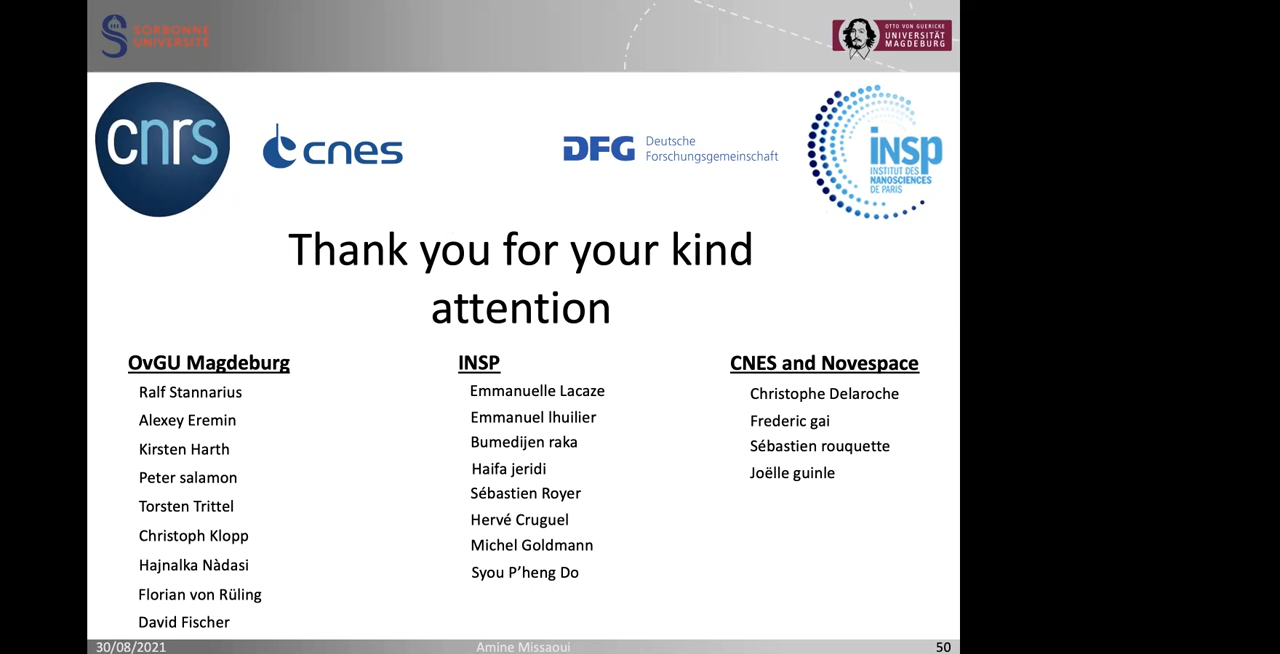 SORBONNE
UNIVERSITÉ
OTTO VON GUERICKE
UNIVERSITÄT
MAGDEBURG
cnrs
cnes
DFG
Deutsche
Forschungsgemeinschaft
insp
INSTITUT DES
NANOSCIENCES
DE PARIS
Thank you for your kind
attention
OvGU Magdeburg
Ralf Stannarius
Alexey Eremin
Kirsten Harth
Peter salamon
Torsten Trittel
Christoph Klopp
Hajnalka Nàdasi
Florian von Rüling
David Fischer
INSP
Emmanuelle Lacaze
Emmanuel lhuilier
Bumedijen raka
Haifa jeridi
Sébastien Royer
Hervé Cruguel
Michel Goldmann
Syou P’heng Do
CNES and Novespace
Christophe Delaroche
Frederic gai
Sébastien rouquette
Joëlle guinle
30/08/2021
Amine Missaoui
50